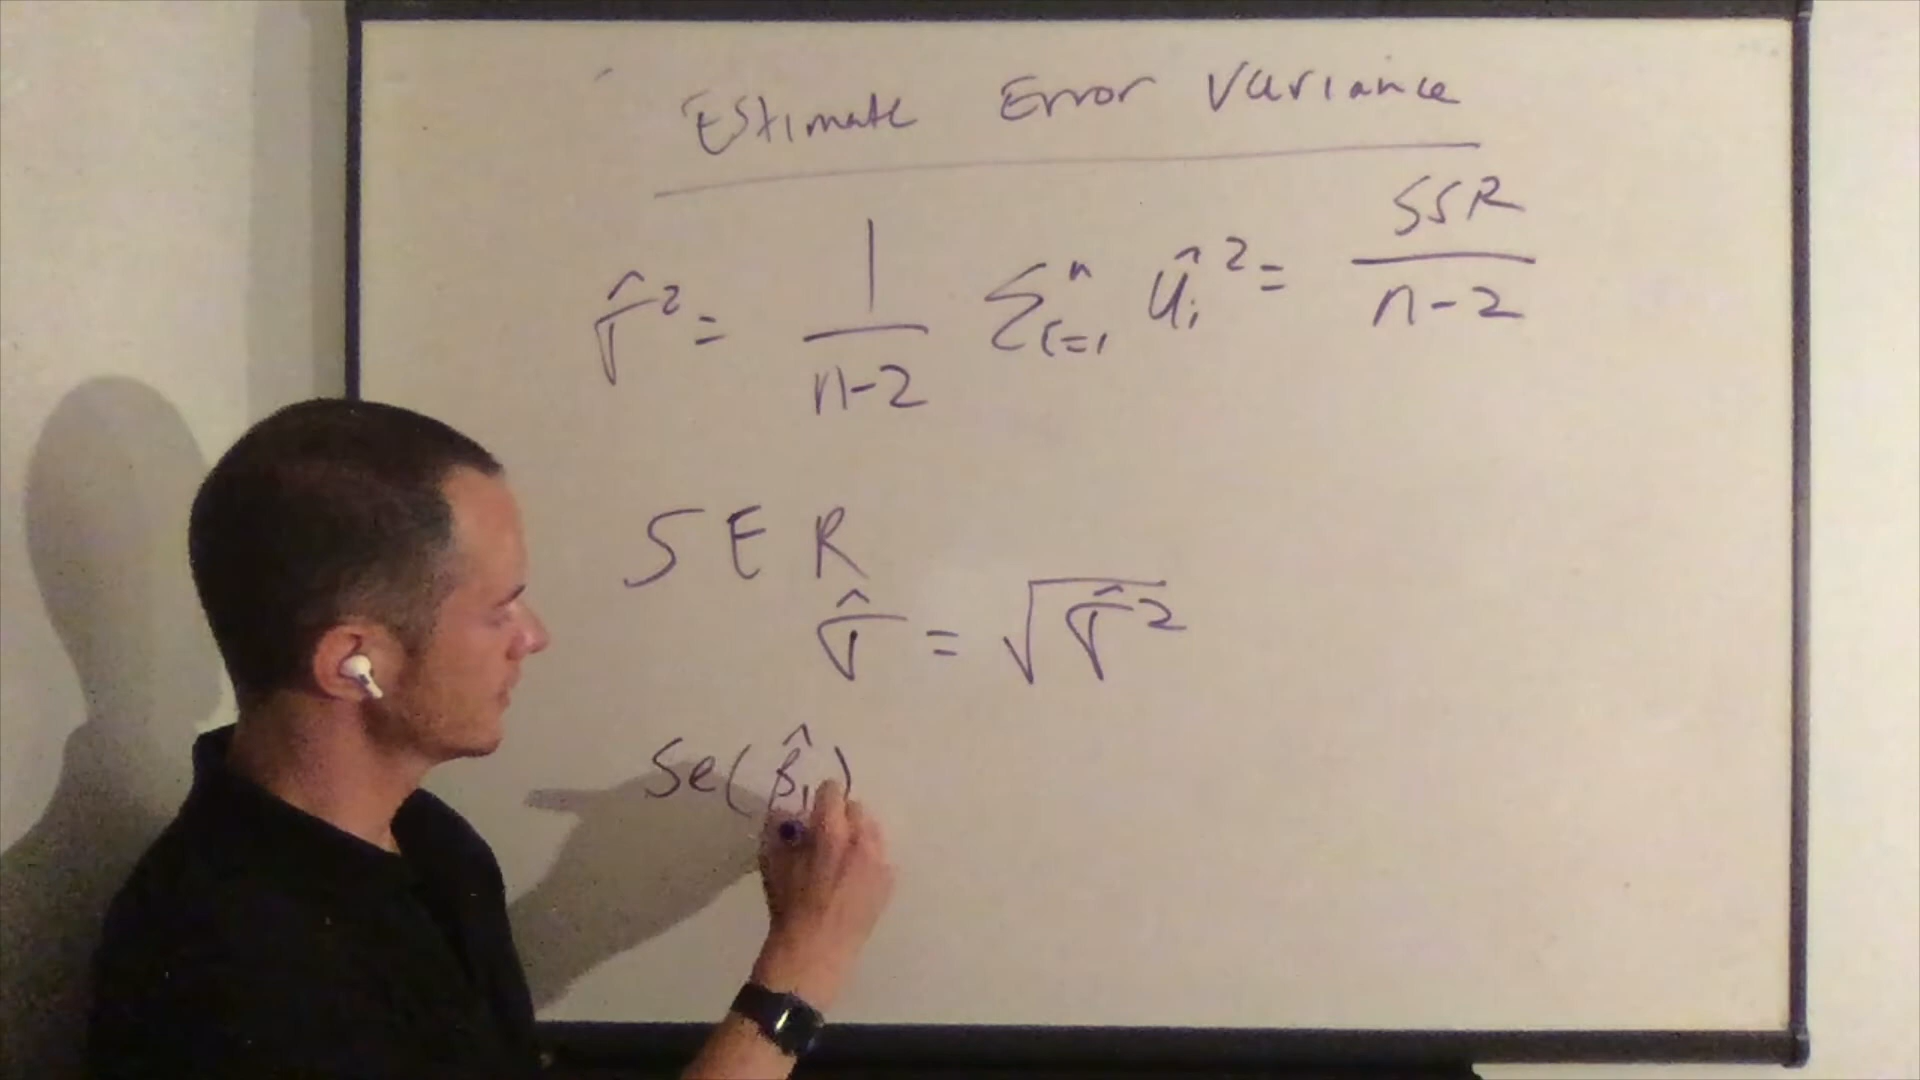 Estimate Error Variance
σ̂² = 1/(n-2) Σⁿᵢ₌₁ ûᵢ² = SSR/(n-2)
SER
σ̂ = √σ̂²
Se(β̂₁)